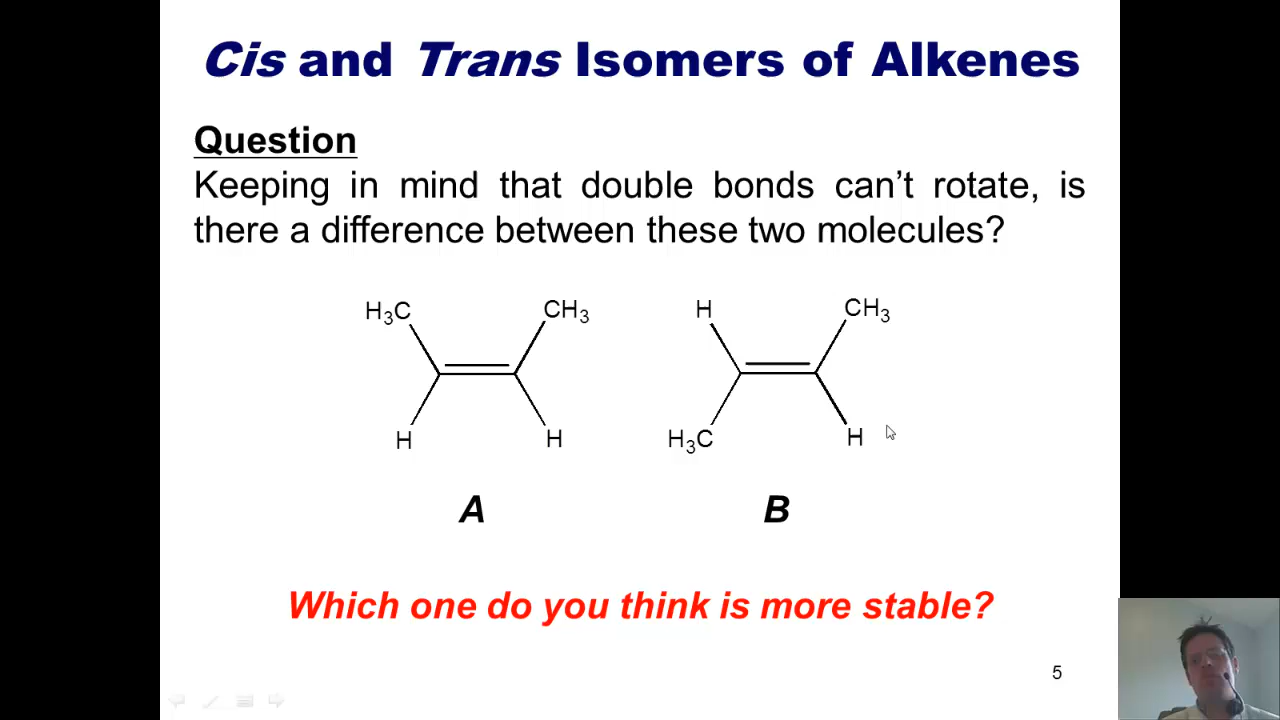 Cis and Trans Isomers of Alkenes
Question
Keeping in mind that double bonds can’t rotate, is
there a difference between these two molecules?
H3C CH3 H CH3
H H H3C H
A B
Which one do you think is more stable?
5